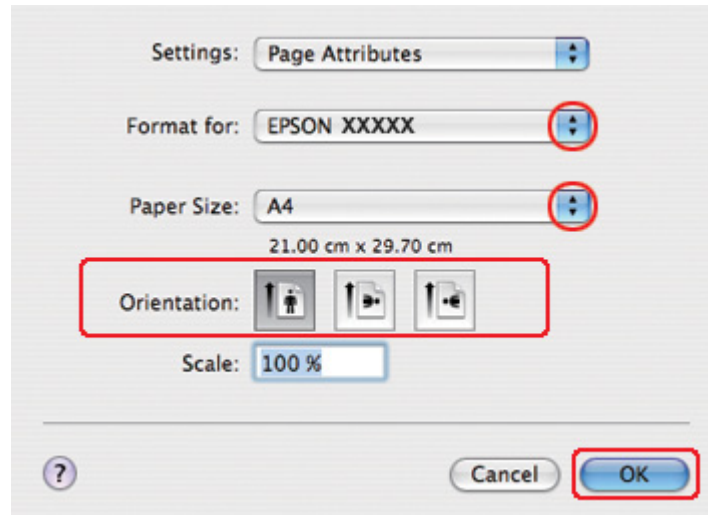 Settings: Page Attributes
Format for: EPSON XXXXX
Paper Size: A4
21.00 cm x 29.70 cm
Orientation:
Scale: 100 %
? Cancel OK